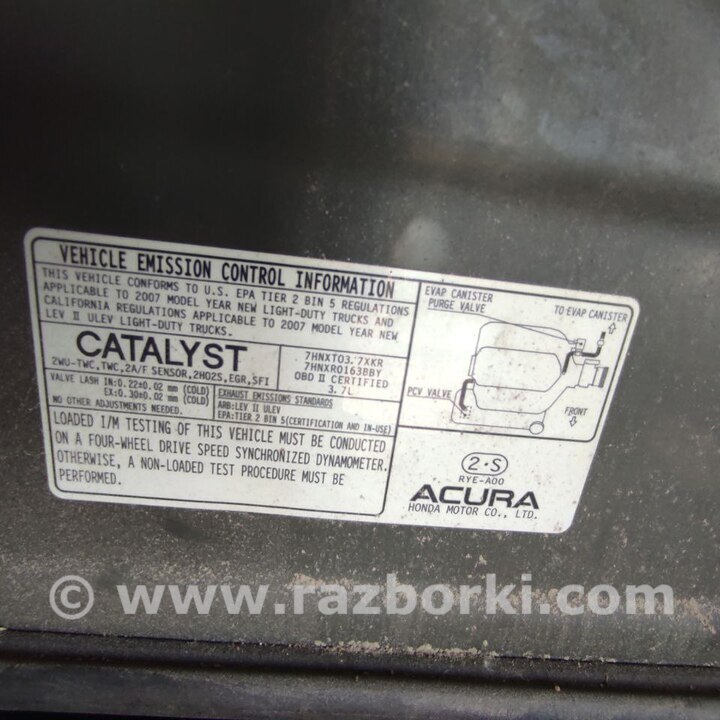 VEHICLE EMISSION CONTROL INFORMATION
THIS VEHICLE CONFORMS TO U.S. EPA TIER 2 BIN 5 REGULATIONS
APPLICABLE TO 2007 MODEL YEAR NEW LIGHT-DUTY TRUCKS AND
CALIFORNIA REGULATIONS APPLICABLE TO 2007 MODEL YEAR NEW
LEV II ULEV LIGHT-DUTY TRUCKS.
CATALYST
2WU-TWC,TWC,2A/F SENSOR,2HO2S,EGR,SFI
7HNXT03.7XKR
7HNXR0163BBY
OBD II CERTIFIED
3.7L
VALVE LASH IN:0.22±0.02 mm (COLD)
EX:0.30±0.02 mm (COLD)
NO OTHER ADJUSTMENTS NEEDED.
EXHAUST EMISSIONS STANDARDS
ARB:LEV II ULEV
EPA:TIER 2 BIN 5(CERTIFICATION AND IN-USE)
LOADED I/M TESTING OF THIS VEHICLE MUST BE CONDUCTED
ON A FOUR-WHEEL DRIVE SPEED SYNCHRONIZED DYNAMOMETER.
OTHERWISE, A NON-LOADED TEST PROCEDURE MUST BE
PERFORMED.
EVAP CANISTER
PURGE VALVE
TO EVAP CANISTER
PCV VALVE
FRONT
2·S
RYE-A00
ACURA
HONDA MOTOR CO., LTD.
© www.razborki.com